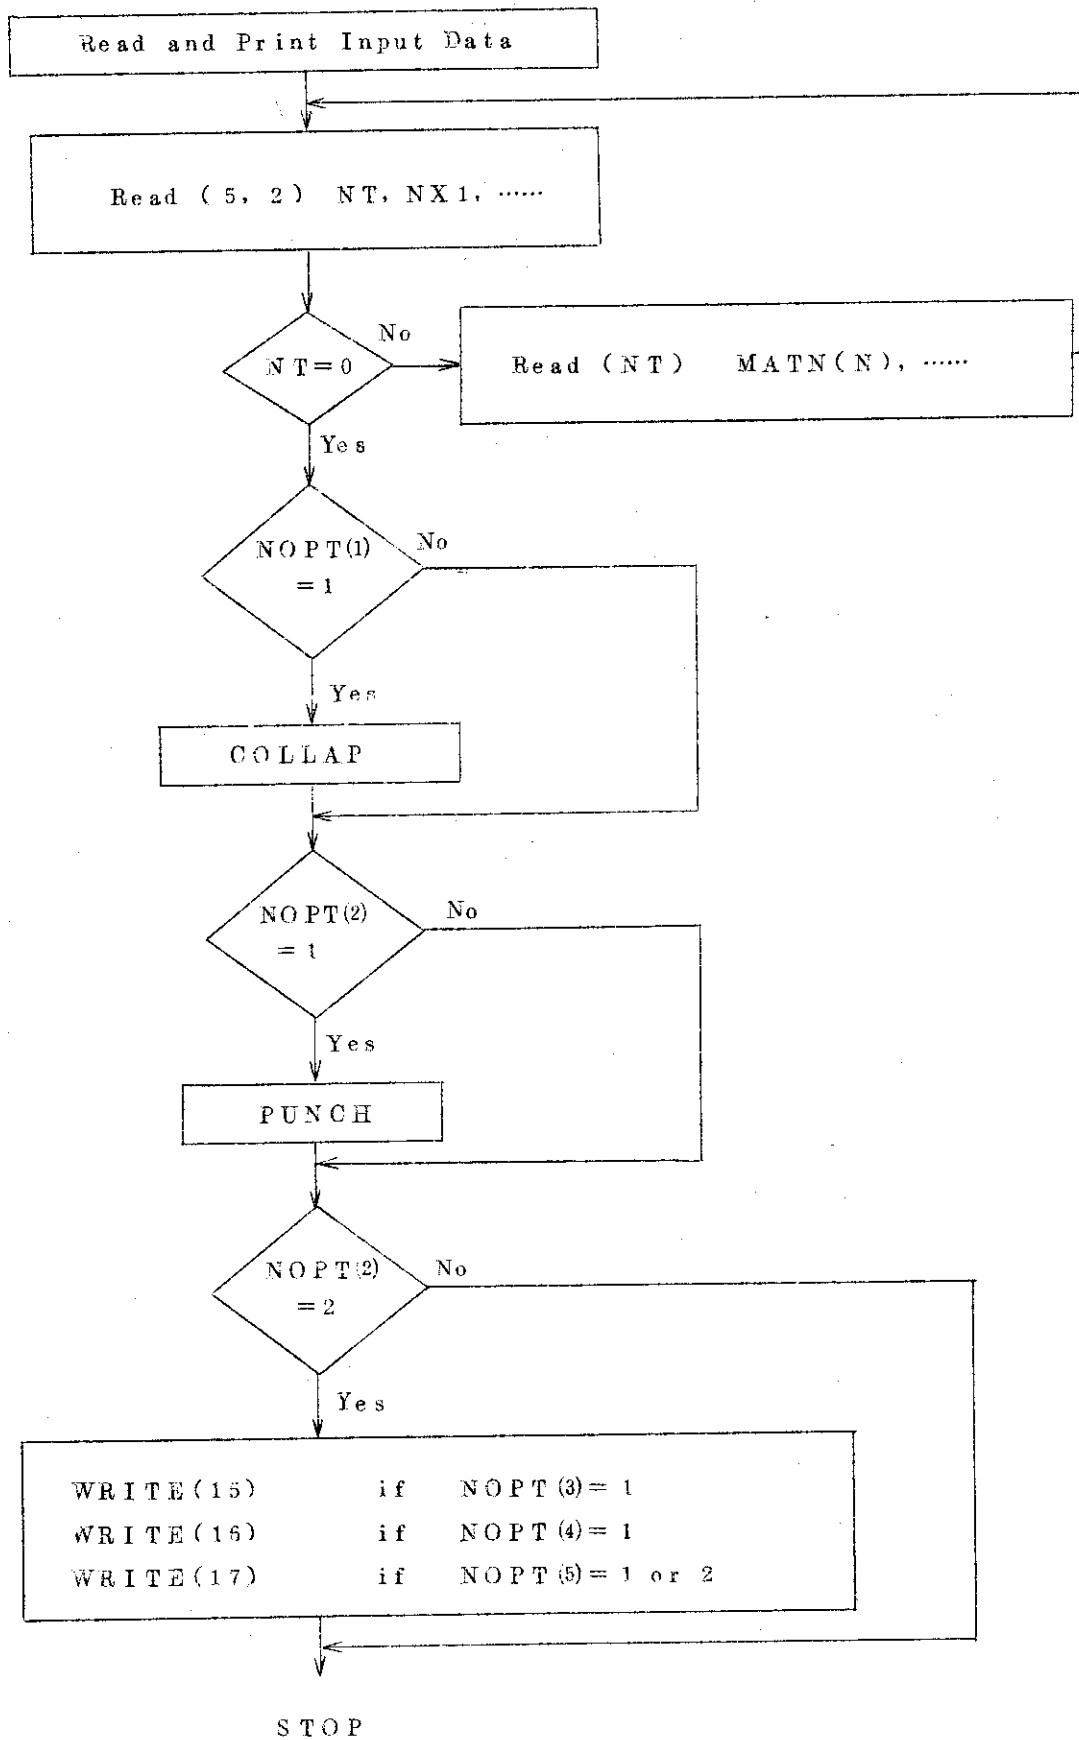 Read and Print Input Data
Read (5, 2) NT, NX1, ……
NT=0
No
Read (NT) MATN(N), ……
Yes
NOPT(1)
=1
No
Yes
COLLAP
NOPT(2)
=1
No
Yes
PUNCH
NOPT(2)
=2
No
Yes
WRITE(15) if NOPT(3)= 1
WRITE(16) if NOPT(4)= 1
WRITE(17) if NOPT(5)= 1 or 2
STOP